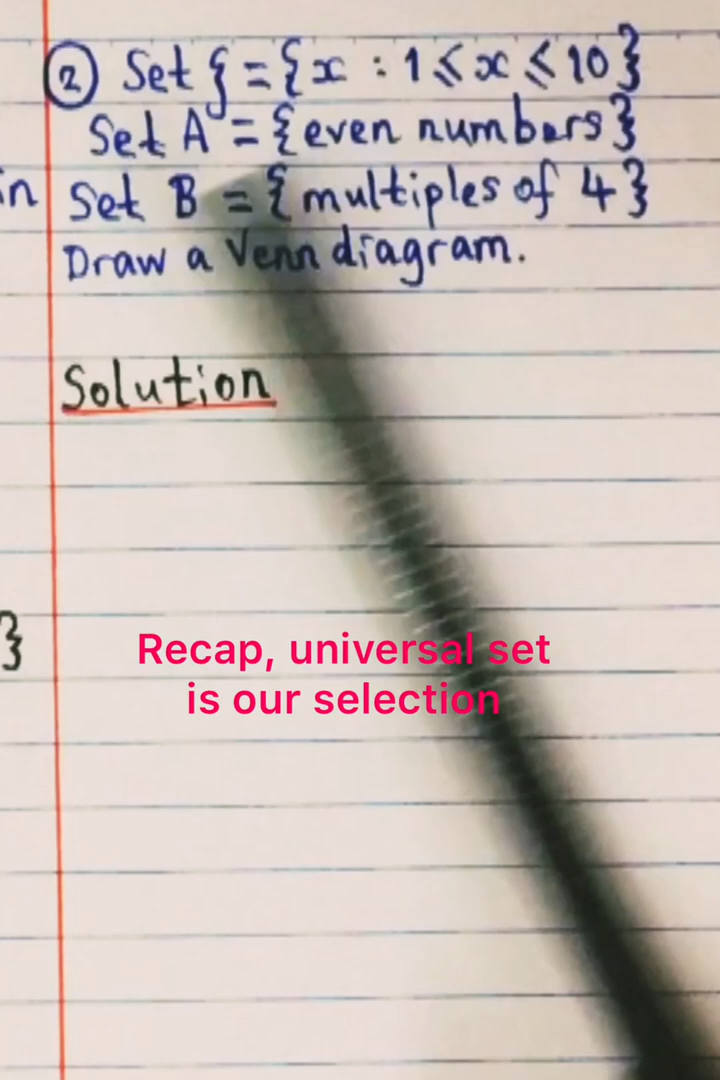 ② Set ξ = {x : 1 ≤ x ≤ 10}
Set A = {even numbers}
in
Set B = {multiples of 4}
Draw a Venn diagram.
Solution
}
Recap, universal set
is our selection